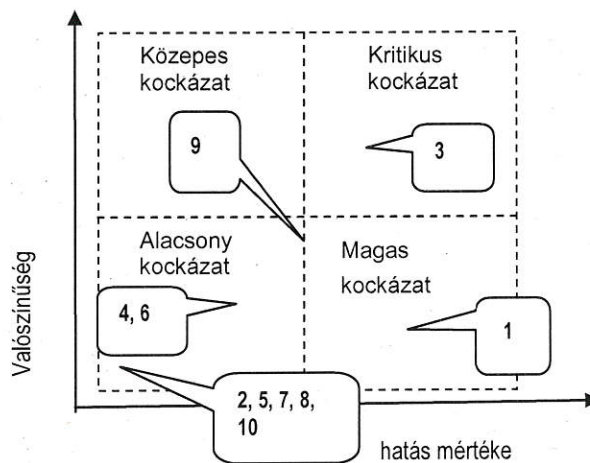 Közepes
kockázat
Kritikus
kockázat
9
3
Alacsony
kockázat
Magas
kockázat
4, 6
1
2, 5, 7, 8,
10
Valószínűség
hatás mértéke